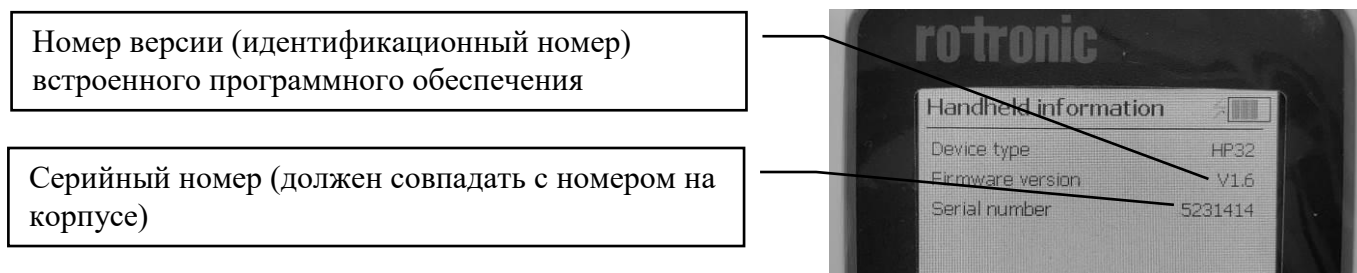 Номер версии (идентификационный номер)
встроенного программного обеспечения
Серийный номер (должен совпадать с номером на
корпусе)
rotronic
Handheld information
Device type HP32
Firmware version V1.6
Serial number 5231414